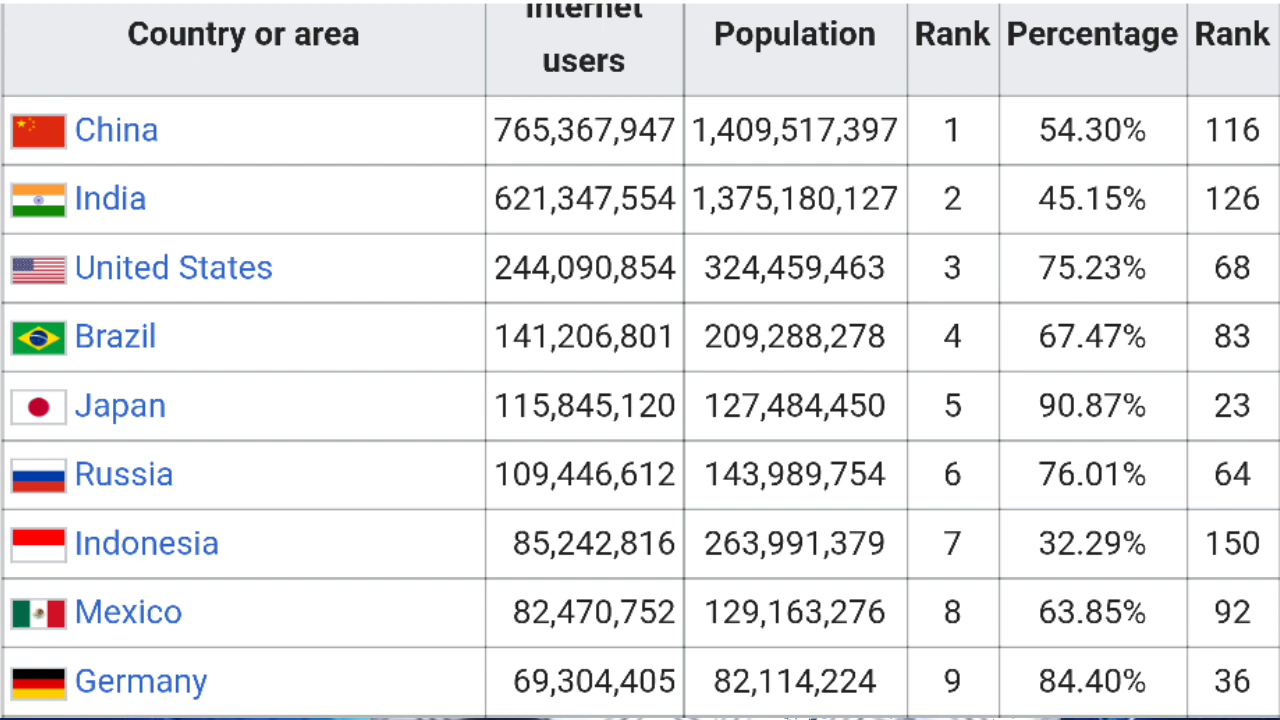 Country or area Internet users Population Rank Percentage Rank
China 765,367,947 1,409,517,397 1 54.30% 116
India 621,347,554 1,375,180,127 2 45.15% 126
United States 244,090,854 324,459,463 3 75.23% 68
Brazil 141,206,801 209,288,278 4 67.47% 83
Japan 115,845,120 127,484,450 5 90.87% 23
Russia 109,446,612 143,989,754 6 76.01% 64
Indonesia 85,242,816 263,991,379 7 32.29% 150
Mexico 82,470,752 129,163,276 8 63.85% 92
Germany 69,304,405 82,114,224 9 84.40% 36